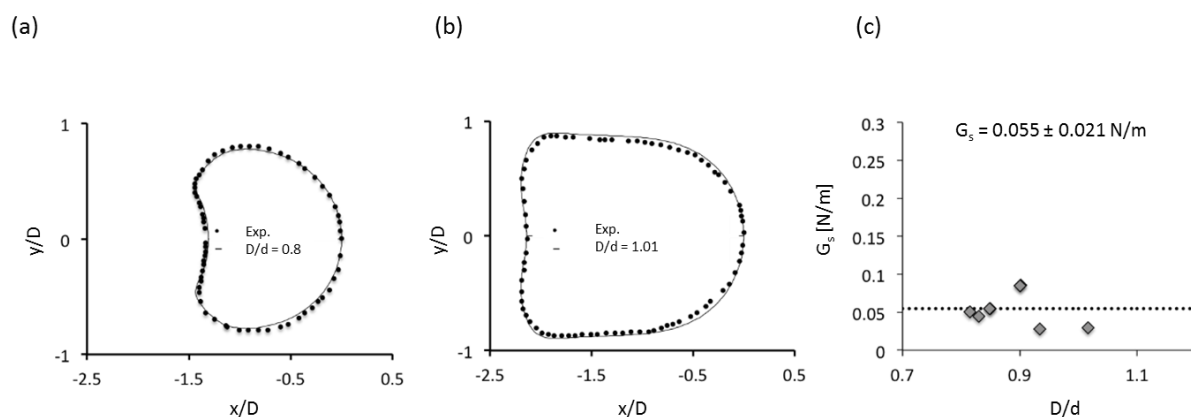 (a)
1
0
-1
y/D
-2.5
-1.5
-0.5
0.5
x/D
Exp.
D/d = 0.8
(b)
1
0
-1
y/D
-2.5
-1.5
-0.5
0.5
x/D
Exp.
D/d = 1.01
(c)
0.3
0.25
0.2
0.15
0.1
0.05
0
Gₛ [N/m]
0.7
0.9
1.1
D/d
Gₛ = 0.055 ± 0.021 N/m